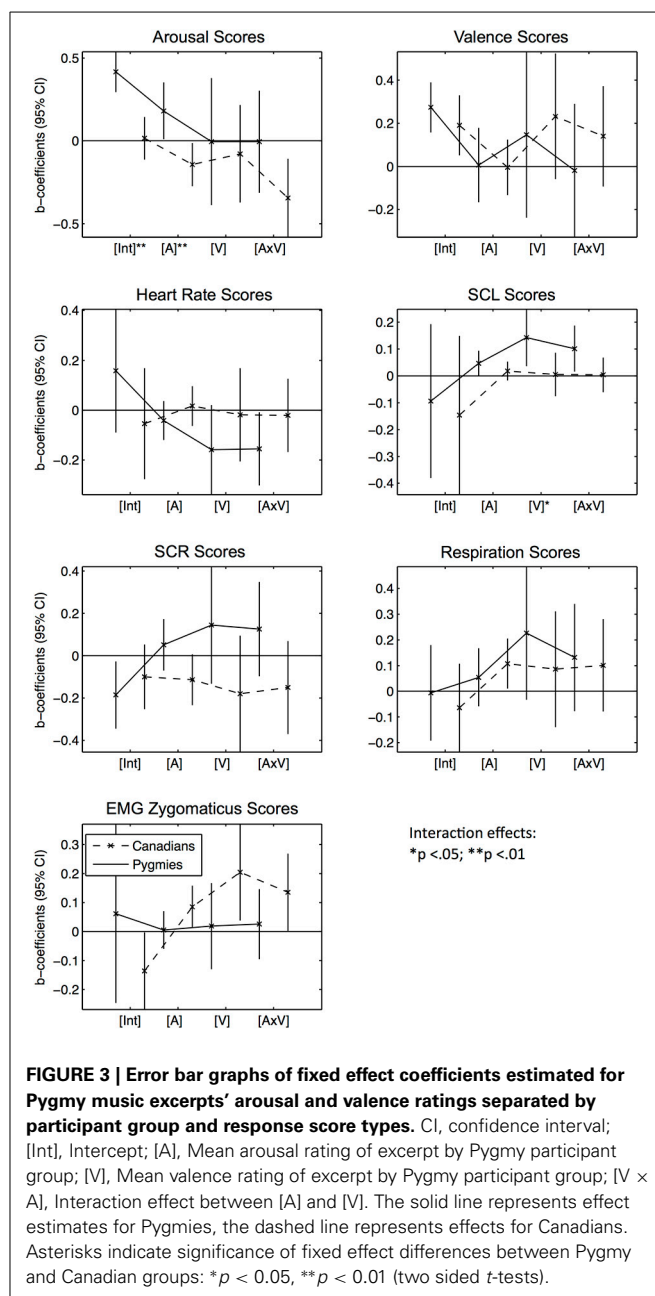 Arousal Scores
b−coefficients (95% CI)
0.5
0
−0.5
[Int]** [A]** [V] [AxV]
Valence Scores
0.4
0.2
0
−0.2
[Int] [A] [V] [AxV]
Heart Rate Scores
b−coefficients (95% CI)
0.4
0.2
0
−0.2
[Int] [A] [V] [AxV]
SCL Scores
0.2
0.1
0
−0.1
−0.2
−0.3
−0.4
[Int] [A] [V]* [AxV]
SCR Scores
b−coefficients (95% CI)
0.4
0.2
0
−0.2
−0.4
[Int] [A] [V] [AxV]
Respiration Scores
0.4
0.3
0.2
0.1
0
−0.1
−0.2
[Int] [A] [V] [AxV]
EMG Zygomaticus Scores
b−coefficients (95% CI)
0.3
0.2
0.1
0
−0.1
−0.2
Canadians
Pygmies
[Int] [A] [V] [AxV]
Interaction effects:
*p <.05; **p <.01
FIGURE 3 | Error bar graphs of fixed effect coefficients estimated for
Pygmy music excerpts' arousal and valence ratings separated by
participant group and response score types. CI, confidence interval;
[Int], Intercept; [A], Mean arousal rating of excerpt by Pygmy participant
group; [V], Mean valence rating of excerpt by Pygmy participant group; [V ×
A], Interaction effect between [A] and [V]. The solid line represents effect
estimates for Pygmies, the dashed line represents effects for Canadians.
Asterisks indicate significance of fixed effect differences between Pygmy
and Canadian groups: *p < 0.05, **p < 0.01 (two sided t-tests).